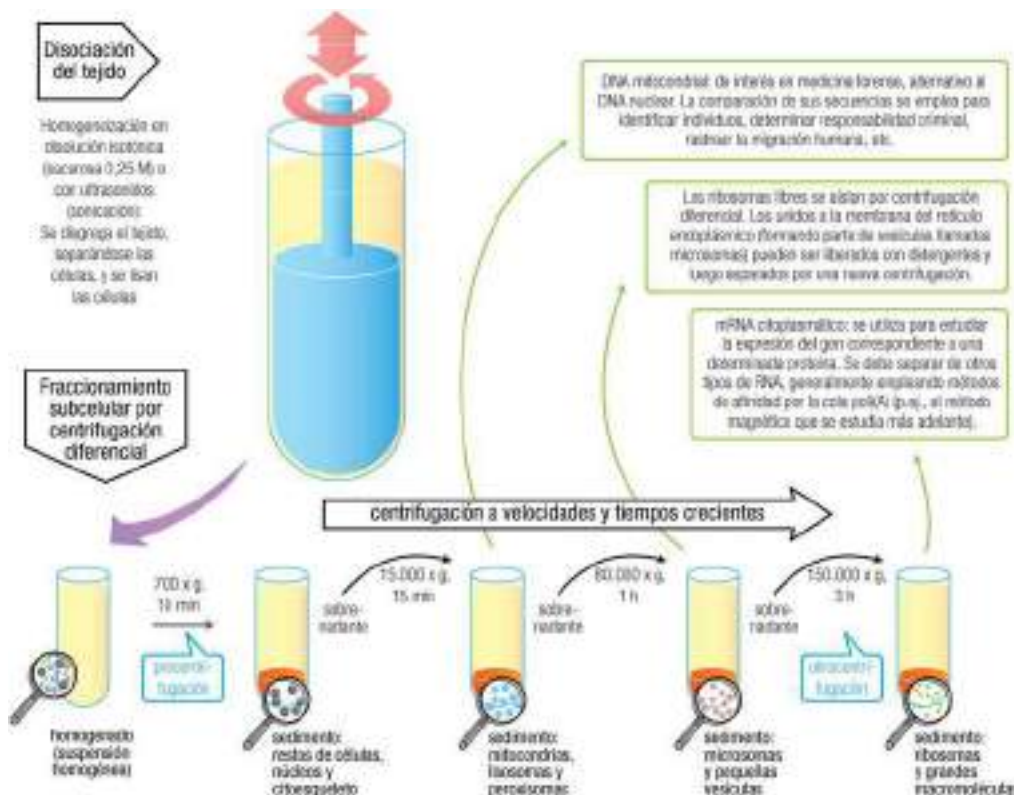 Disociación
del tejido
Homogeneización en
disolución isotónica
(sacarosa 0,25 M) o
con ultrasonidos
(sonicación):
Se disgrega el tejido,
separándose las
células, y se lisan
las células
DNA mitocondrial: de interés en medicina forense, alternativo al
DNA nuclear. La comparación de sus secuencias se emplea para
identificar individuos, determinar responsabilidad criminal,
rastrear la migración humana, etc.
Los ribosomas libres se aíslan por centrifugación
diferencial. Los unidos a la membrana del retículo
endoplásmico (formando parte de vesículas llamadas
microsomas) pueden ser liberados con detergentes y
luego separados por una nueva centrifugación.
mRNA citoplasmático: se utiliza para estudiar
la expresión del gen correspondiente a una
determinada proteína. Se debe separar de otros
tipos de RNA, generalmente empleando métodos
de afinidad por la cola poli(A) (p.ej., el método
magnético que se estudia más adelante).
Fraccionamiento
subcelular por
centrifugación
diferencial
centrifugación a velocidades y tiempos crecientes
700 x g,
10 min
15.000 x g,
15 min
80.000 x g,
1 h
150.000 x g,
3 h
sobre-
nadante
sobre-
nadante
sobre-
nadante
fugación
ultracentri-
fugación
homogenado
(suspensión
homogénea)
sedimento:
restos de células,
núcleos y
citoesqueleto
sedimento:
mitocondrias,
lisosomas y
peroxisomas
sedimento:
microsomas
y pequeñas
vesículas
sedimento:
ribosomas
y grandes
macromolécula